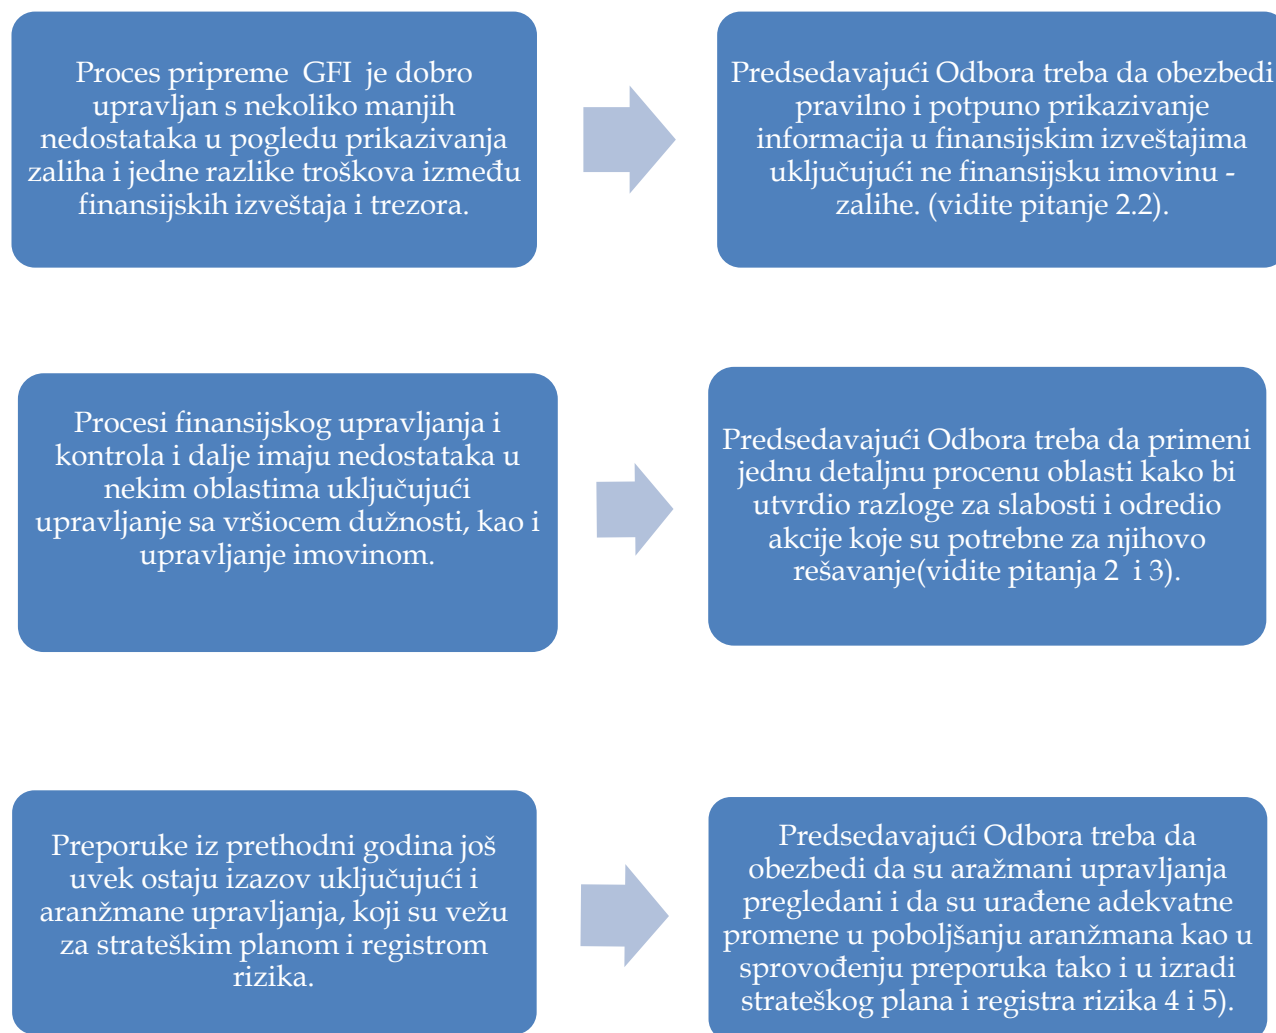 Proces pripreme GFI je dobro
upravljan s nekoliko manjih
nedostataka u pogledu prikazivanja
zaliha i jedne razlike troškova između
finansijskih izveštaja i trezora.
Predsedavajući Odbora treba da obezbedi
pravilno i potpuno prikazivanje
informacija u finansijskim izveštajima
uključujući ne finansijsku imovinu -
zalihe. (vidite pitanje 2.2).
Procesi finansijskog upravljanja i
kontrola i dalje imaju nedostataka u
nekim oblastima uključujući
upravljanje sa vršiocem dužnosti, kao i
upravljanje imovinom.
Predsedavajući Odbora treba da primeni
jednu detaljnu procenu oblasti kako bi
utvrdio razloge za slabosti i odredio
akcije koje su potrebne za njihovo
rešavanje(vidite pitanja 2 i 3).
Preporuke iz prethodni godina još
uvek ostaju izazov uključujući i
aranžmane upravljanja, koji su vežu
za strateškim planom i registrom
rizika.
Predsedavajući Odbora treba da
obezbedi da su aražmani upravljanja
pregledani i da su urađene adekvatne
promene u poboljšanju aranžmana kao u
sprovođenju preporuka tako i u izradi
strateškog plana i registra rizika 4 i 5).